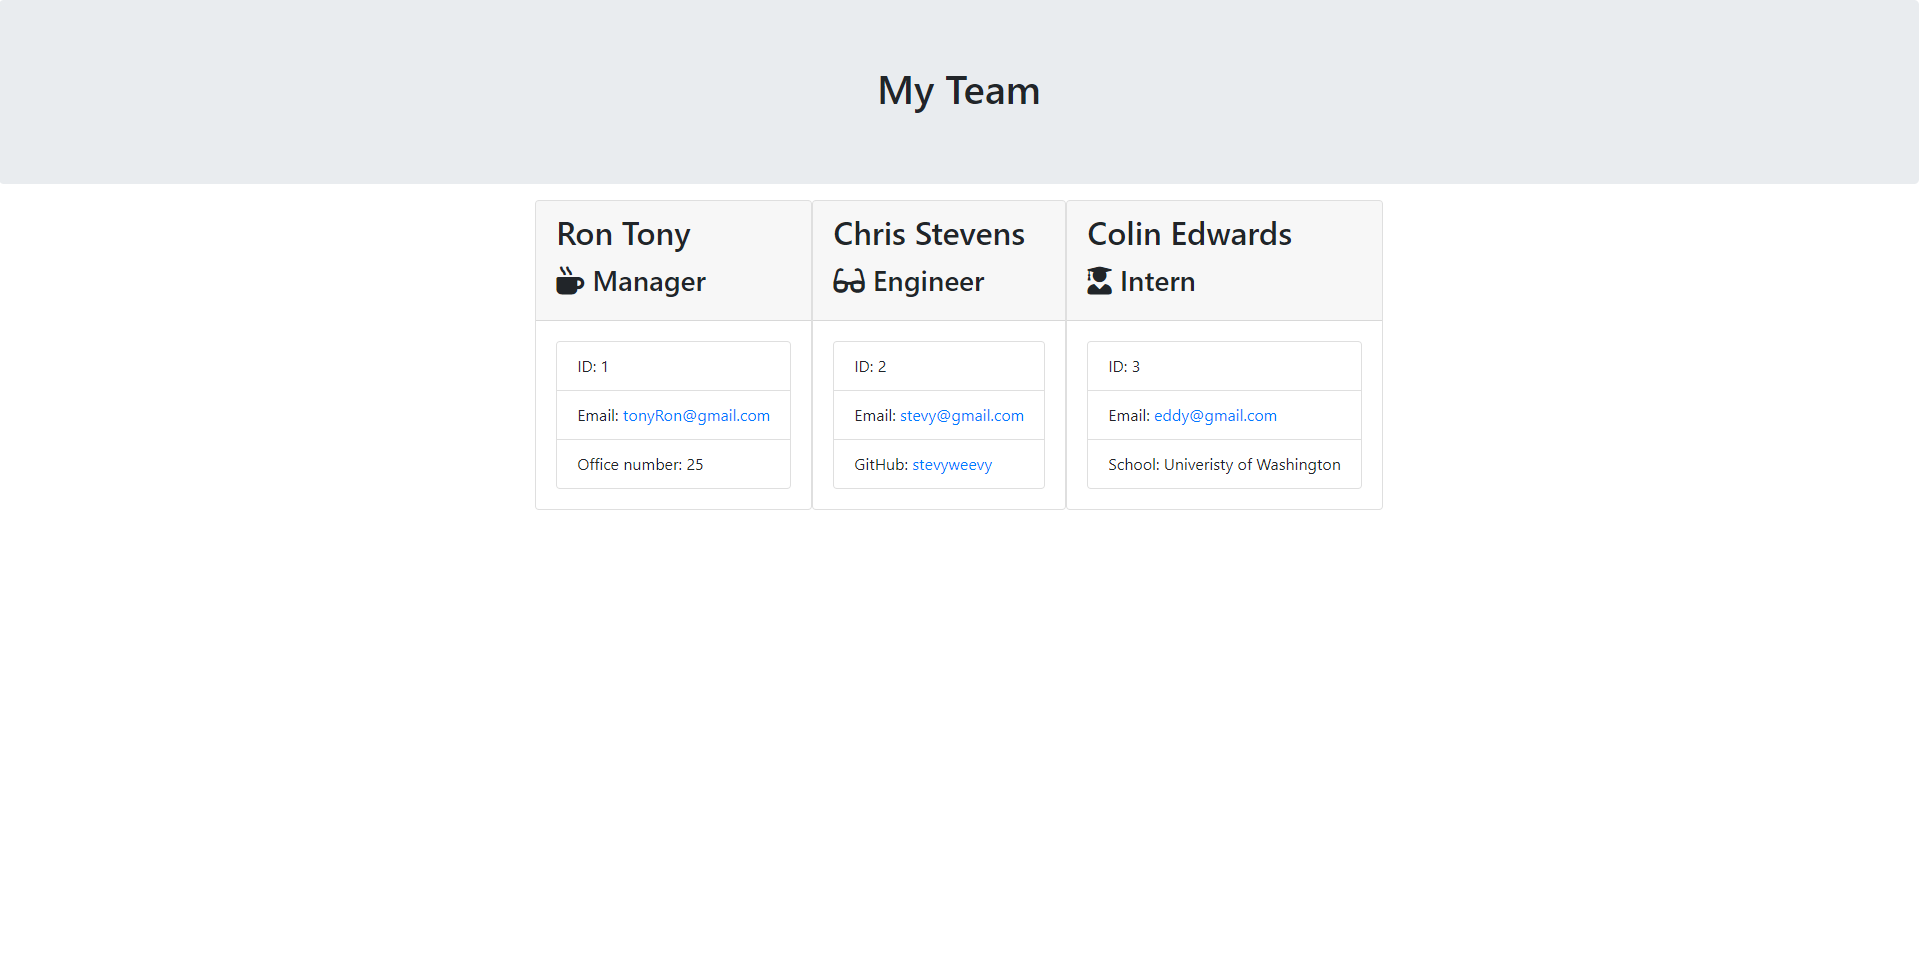 My Team
Ron Tony
Manager
ID: 1
Email: tonyRon@gmail.com
Office number: 25
Chris Stevens
Engineer
ID: 2
Email: stevy@gmail.com
GitHub: stevyweevy
Colin Edwards
Intern
ID: 3
Email: eddy@gmail.com
School: Univeristy of Washington